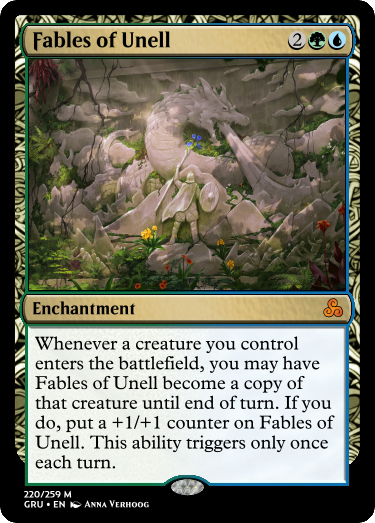 Fables of Unell 2
Enchantment
Whenever a creature you control
enters the battlefield, you may have
Fables of Unell become a copy of
that creature until end of turn. If you
do, put a +1/+1 counter on Fables of
Unell. This ability triggers only once
each turn.
220/259 M
GRU • EN Anna Verhoog